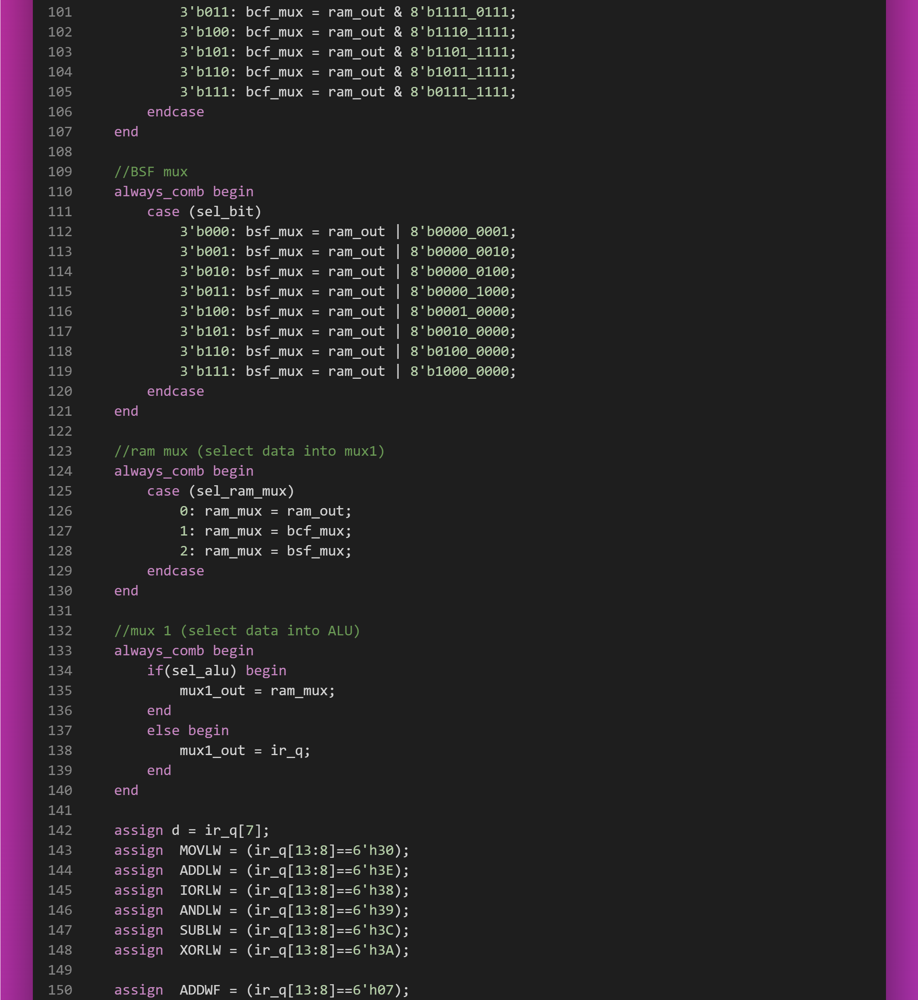 101 3'b011: bcf_mux = ram_out & 8'b1111_0111;
102 3'b100: bcf_mux = ram_out & 8'b1110_1111;
103 3'b101: bcf_mux = ram_out & 8'b1101_1111;
104 3'b110: bcf_mux = ram_out & 8'b1011_1111;
105 3'b111: bcf_mux = ram_out & 8'b0111_1111;
106 endcase
107 end
108
109 //BSF mux
110 always_comb begin
111 case (sel_bit)
112 3'b000: bsf_mux = ram_out | 8'b0000_0001;
113 3'b001: bsf_mux = ram_out | 8'b0000_0010;
114 3'b010: bsf_mux = ram_out | 8'b0000_0100;
115 3'b011: bsf_mux = ram_out | 8'b0000_1000;
116 3'b100: bsf_mux = ram_out | 8'b0001_0000;
117 3'b101: bsf_mux = ram_out | 8'b0010_0000;
118 3'b110: bsf_mux = ram_out | 8'b0100_0000;
119 3'b111: bsf_mux = ram_out | 8'b1000_0000;
120 endcase
121 end
122
123 //ram mux (select data into mux1)
124 always_comb begin
125 case (sel_ram_mux)
126 0: ram_mux = ram_out;
127 1: ram_mux = bcf_mux;
128 2: ram_mux = bsf_mux;
129 endcase
130 end
131
132 //mux 1 (select data into ALU)
133 always_comb begin
134 if(sel_alu) begin
135 mux1_out = ram_mux;
136 end
137 else begin
138 mux1_out = ir_q;
139 end
140 end
141
142 assign d = ir_q[7];
143 assign  MOVLW = (ir_q[13:8]==6'h30);
144 assign  ADDLW = (ir_q[13:8]==6'h3E);
145 assign  IORLW = (ir_q[13:8]==6'h38);
146 assign  ANDLW = (ir_q[13:8]==6'h39);
147 assign  SUBLW = (ir_q[13:8]==6'h3C);
148 assign  XORLW = (ir_q[13:8]==6'h3A);
149
150 assign  ADDWF = (ir_q[13:8]==6'h07);